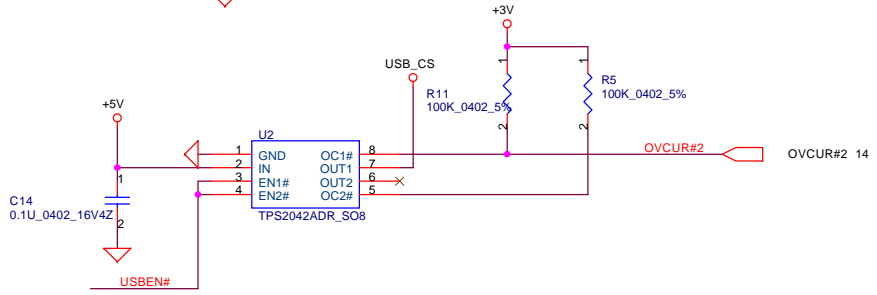 +3V
USB_CS
1
1
R11
100K_0402_5%
R5
100K_0402_5%
+5V
2
2
U2
1
GND
OC1#
8
OVCUR#2
OVCUR#2 14
2
IN
OUT1
7
3
EN1#
OUT2
6
4
EN2#
OC2#
5
TPS2042ADR_SO8
1
C14
0.1U_0402_16V4Z
2
USBEN#